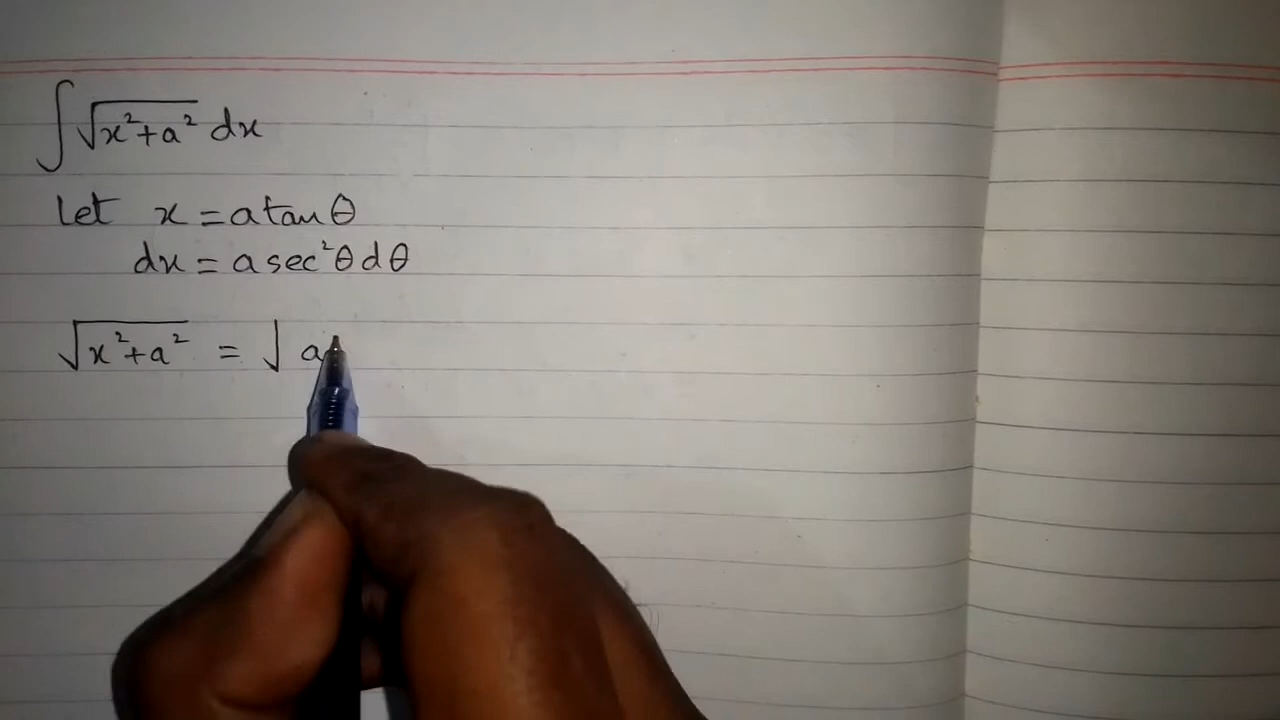 ∫√x²+a² dx
Let x = a tan θ
dx = a sec²θ dθ
√x²+a² = √ a